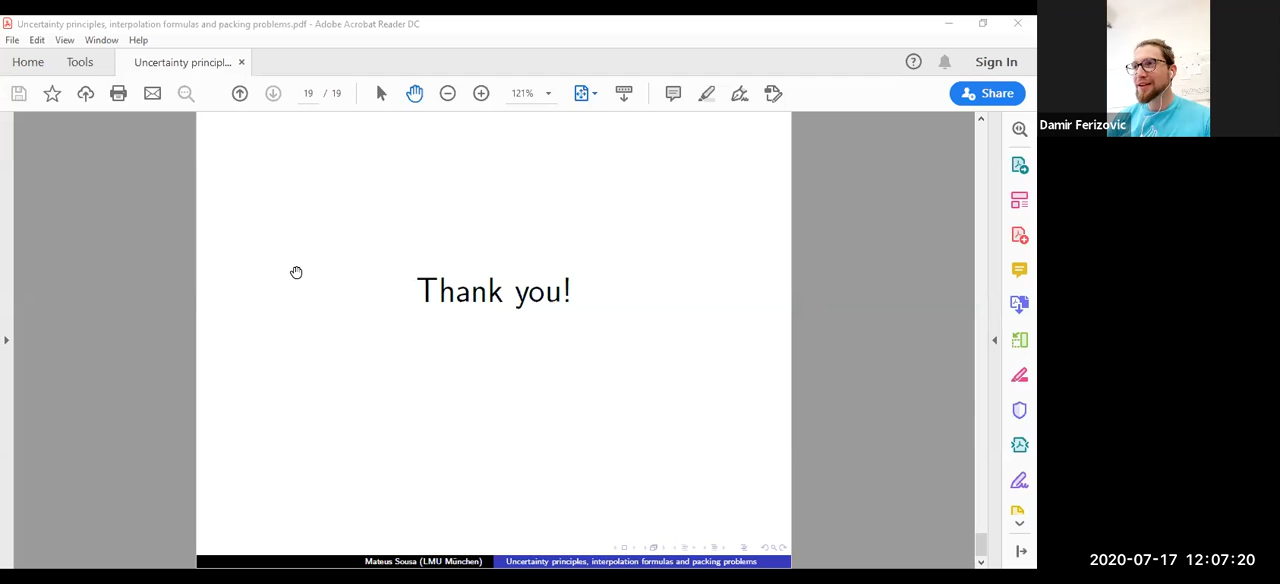 Uncertainty principles, interpolation formulas and packing problems.pdf - Adobe Acrobat Reader DC
File Edit View Window Help
Home Tools Uncertainty principl... × Sign In
19 / 19 121% Share
Damir Ferizovic
Thank you!
Mateus Sousa (LMU München) Uncertainty principles, interpolation formulas and packing problems
2020-07-17 12:07:20